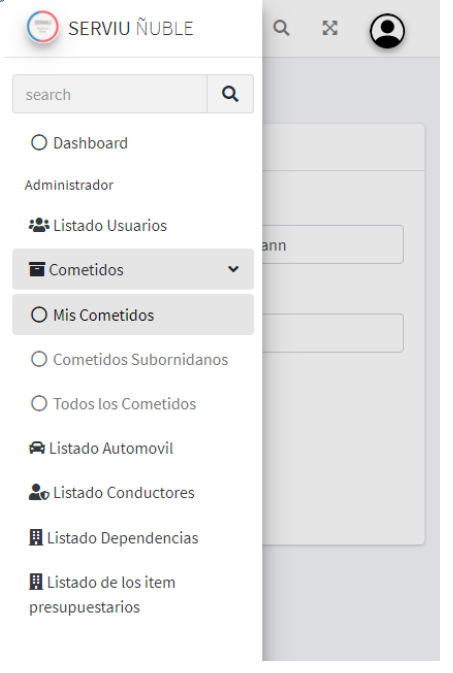 SERVIU ÑUBLE
search
Dashboard
Administrador
Listado Usuarios
ann
Cometidos
Mis Cometidos
Cometidos Subornidanos
Todos los Cometidos
Listado Automovil
Listado Conductores
Listado Dependencias
Listado de los item
presupuestarios